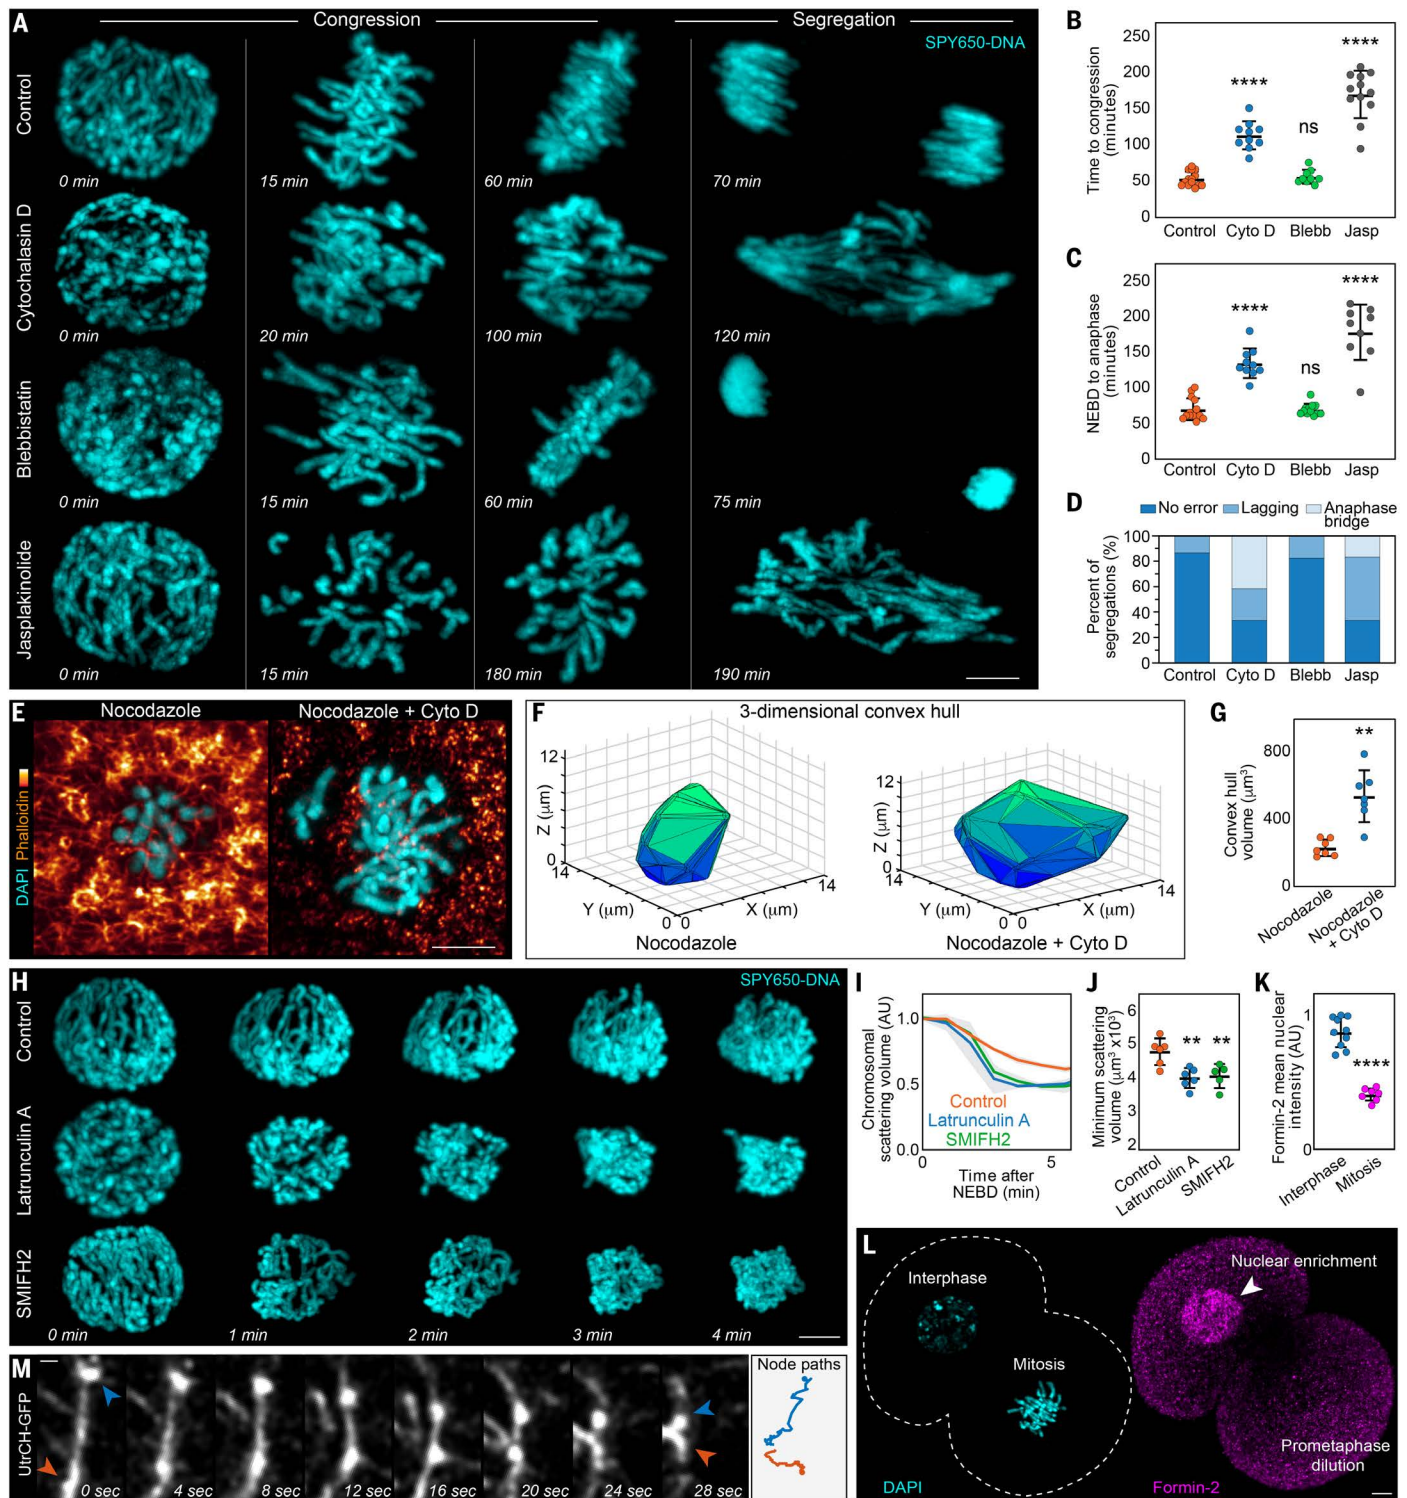 A
Congression
Segregation
SPY650-DNA
Control
0 min
15 min
60 min
70 min
Cytochalasin D
0 min
20 min
100 min
120 min
Blebbistatin
0 min
15 min
60 min
75 min
Jasplakinolide
0 min
15 min
180 min
190 min
B
Time to congression
(minutes)
250
200
150
100
50
0
****
ns
****
Control
Cyto D
Blebb
Jasp
C
NEBD to anaphase
(minutes)
250
200
150
100
50
0
****
ns
****
Control
Cyto D
Blebb
Jasp
D
No error
Lagging
Anaphase
bridge
Percent of
segregations (%)
100
80
60
40
20
0
Control
Cyto D
Blebb
Jasp
E
Nocodazole
Nocodazole + Cyto D
DAPI Phalloidin
F
3-dimensional convex hull
12
Z (µm)
0
14
Y (µm)
0 0
X (µm)
14
Nocodazole
12
Z (µm)
0
14
Y (µm)
0 0
X (µm)
14
Nocodazole + Cyto D
G
Convex hull
volume (µm³)
800
400
0
**
Nocodazole
Nocodazole
+ Cyto D
H
SPY650-DNA
Control
Latrunculin A
SMIFH2
0 min
1 min
2 min
3 min
4 min
I
Chromosomal
scattering volume (AU)
1.0
0.5
0.0
Control
Latrunculin A
SMIFH2
0
5
Time after
NEBD (min)
J
Minimum scattering
volume (µm³ x10³)
6
5
4
3
2
**
**
Control
Latrunculin A
SMIFH2
K
Formin-2 mean nuclear
intensity (AU)
1
0
****
Interphase
Mitosis
L
Interphase
Mitosis
DAPI
Nuclear enrichment
Prometaphase
dilution
Formin-2
M
UtrCH-GFP
0 sec
4 sec
8 sec
12 sec
16 sec
20 sec
24 sec
28 sec
Node paths